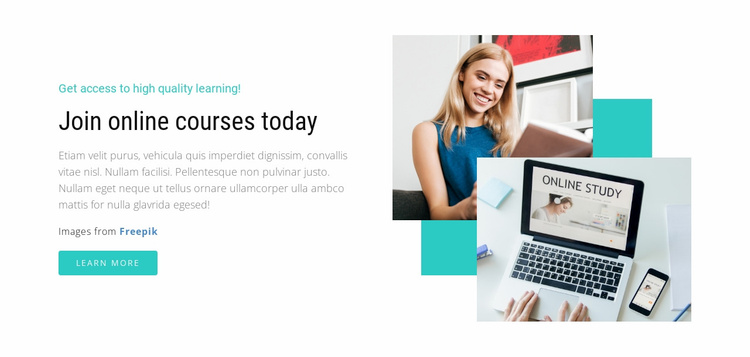 Get access to high quality learning!
Join online courses today
Etiam velit purus, vehicula quis imperdiet dignissim, convallis
vitae nisl. Nullam facilisi. Pellentesque non pulvinar justo.
Nullam eget neque ut tellus ornare ullamcorper ulla ambco
mattis for nulla glavrida egesed!
Images from Freepik
LEARN MORE
ONLINE STUDY